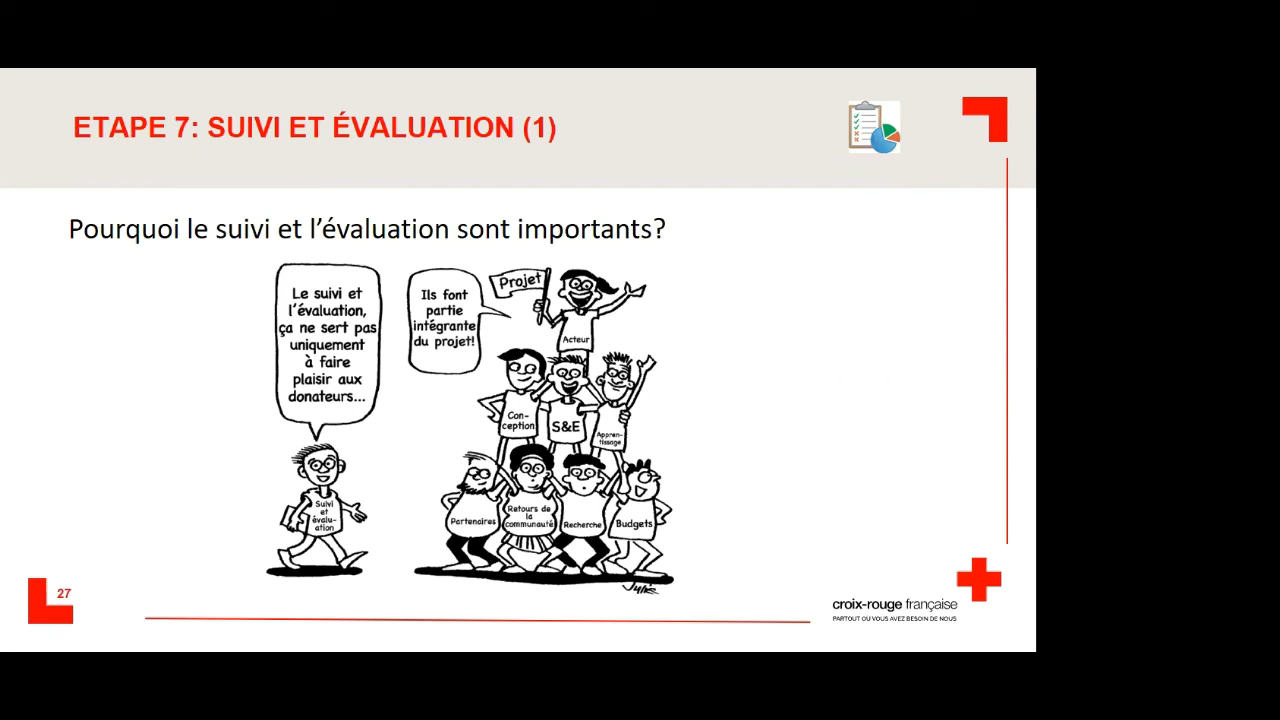 ETAPE 7: SUIVI ET ÉVALUATION (1)
Pourquoi le suivi et l’évaluation sont importants?
Le suivi et
l’évaluation,
ça ne sert pas
uniquement
à faire
plaisir aux
donateurs...
Suivi
et
évalu-
ation
Ils font
partie
intégrante
du projet!
Projet
Acteur
Con-
ception
S&E
Appren-
tissage
Partenaires
Retours de
la
communauté
Recherche
Budgets
Julie
27
croix-rouge française
PARTOUT OÙ VOUS AVEZ BESOIN DE NOUS